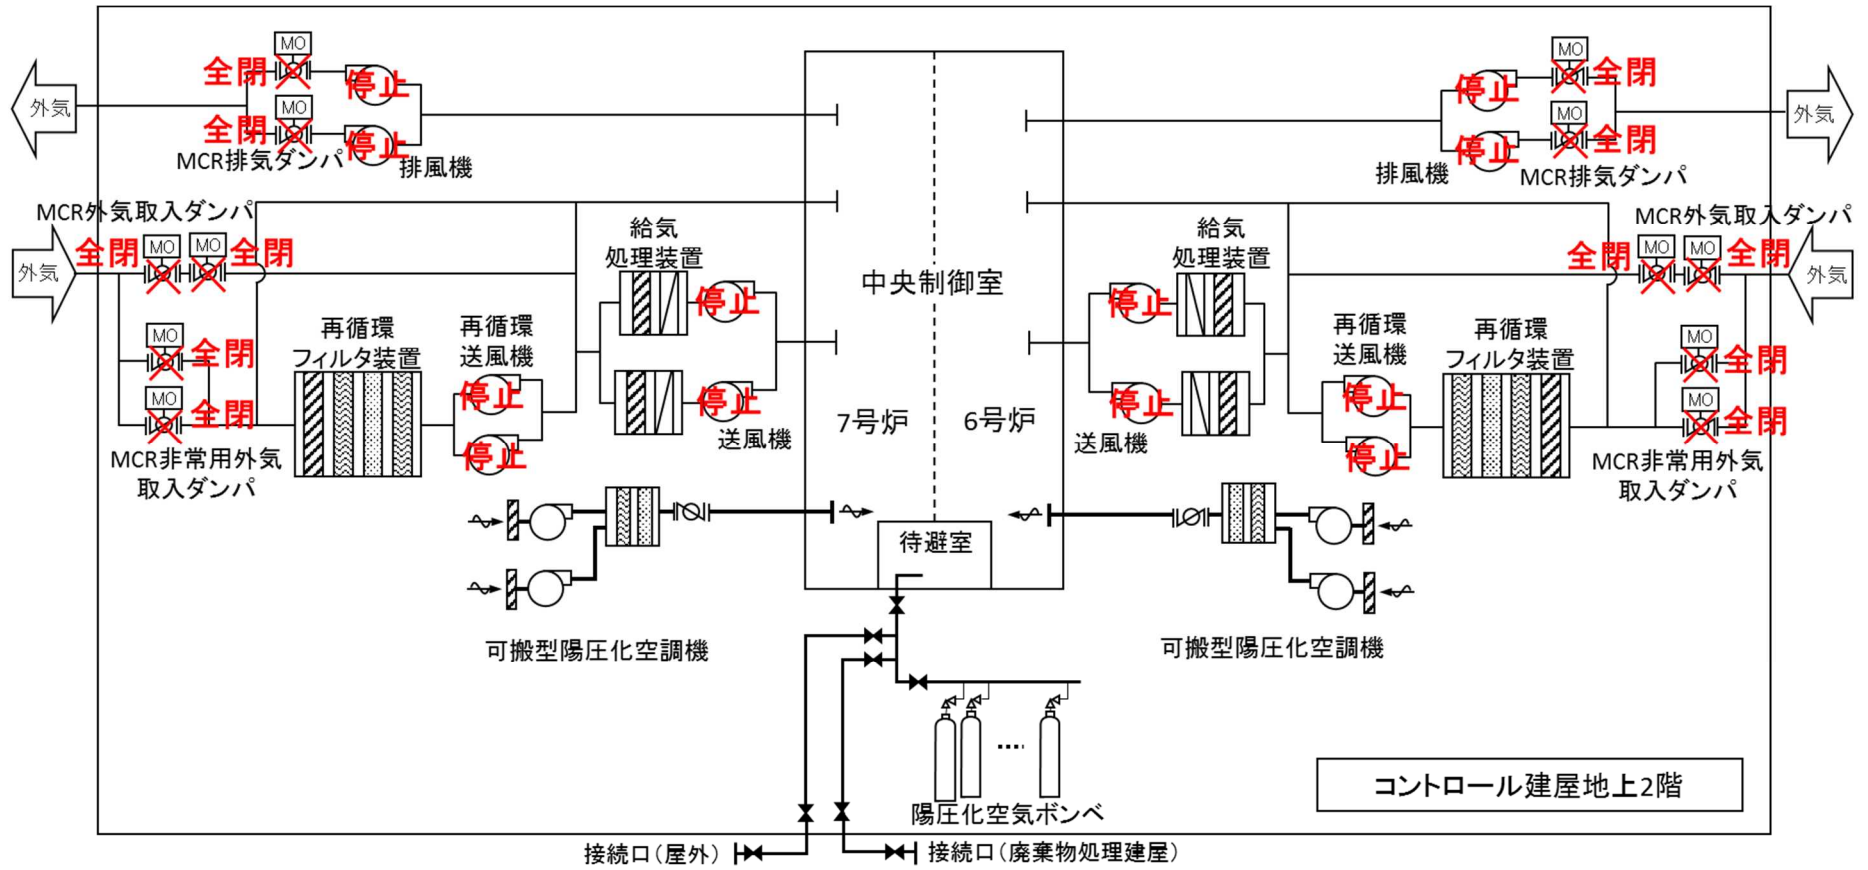 MO
全閉
停止
外気
MO
全閉
停止
MCR排気ダンパ
排風機
MO
停止
全閉
外気
MO
停止
全閉
排風機
MCR排気ダンパ
MCR外気取入ダンパ
外気
全閉
MO
MO
全閉
給気
処理装置
停止
再循環
フィルタ装置
再循環
送風機
MO
全閉
MO
全閉
停止
停止
停止
送風機
MCR非常用外気
取入ダンパ
中央制御室
7号炉
6号炉
待避室
MCR外気取入ダンパ
給気
処理装置
全閉
MO
MO
全閉
外気
停止
停止
送風機
再循環
送風機
再循環
フィルタ装置
停止
停止
MO
全閉
MO
全閉
MCR非常用外気
取入ダンパ
可搬型陽圧化空調機
可搬型陽圧化空調機
陽圧化空気ボンベ
コントロール建屋地上2階
接続口(屋外)
接続口(廃棄物処理建屋)